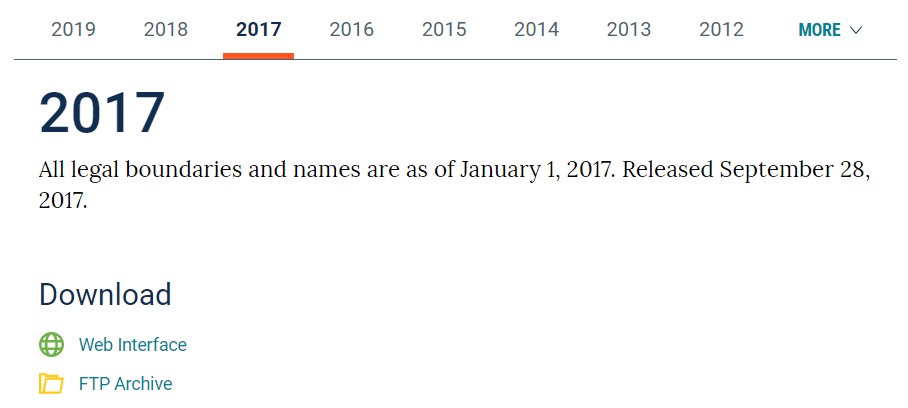 2019 2018 2017 2016 2015 2014 2013 2012 MORE
2017
All legal boundaries and names are as of January 1, 2017. Released September 28,
2017.
Download
Web Interface
FTP Archive